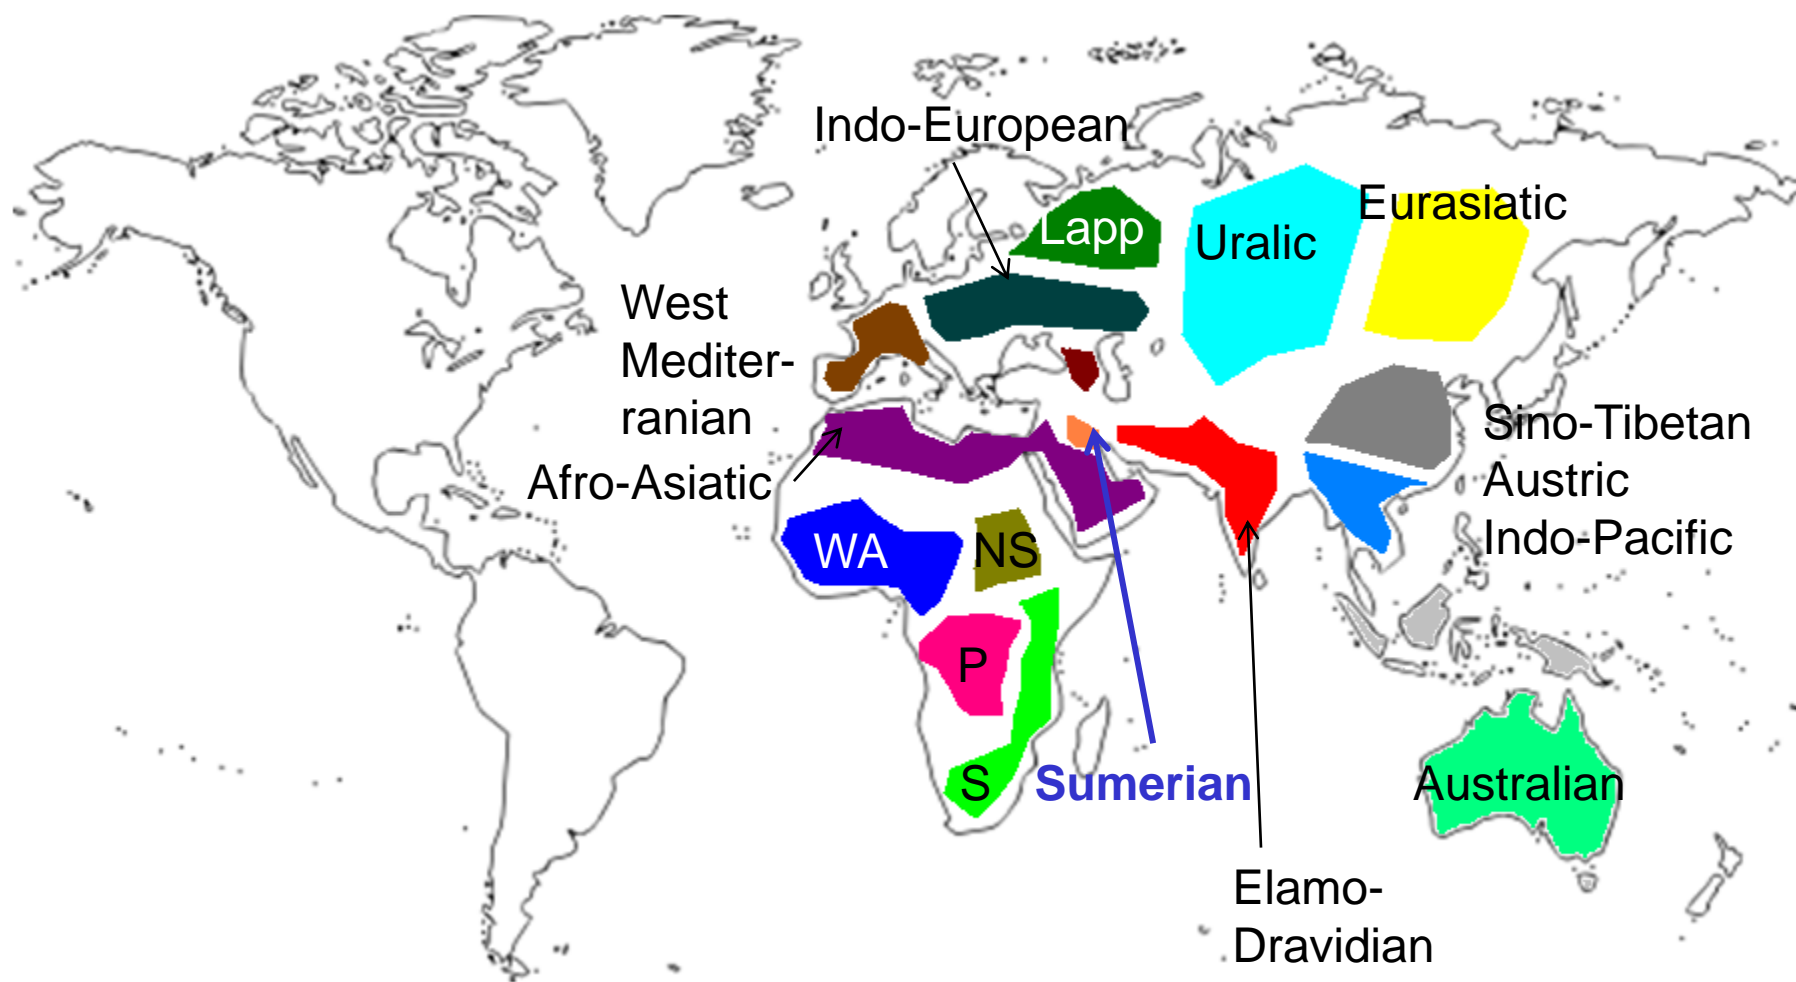 Indo-European
Lapp
Eurasiatic
Uralic
West
Mediter-
ranian
Afro-Asiatic
Sino-Tibetan
Austric
Indo-Pacific
WA
NS
P
S
Sumerian
Australian
Elamo-
Dravidian